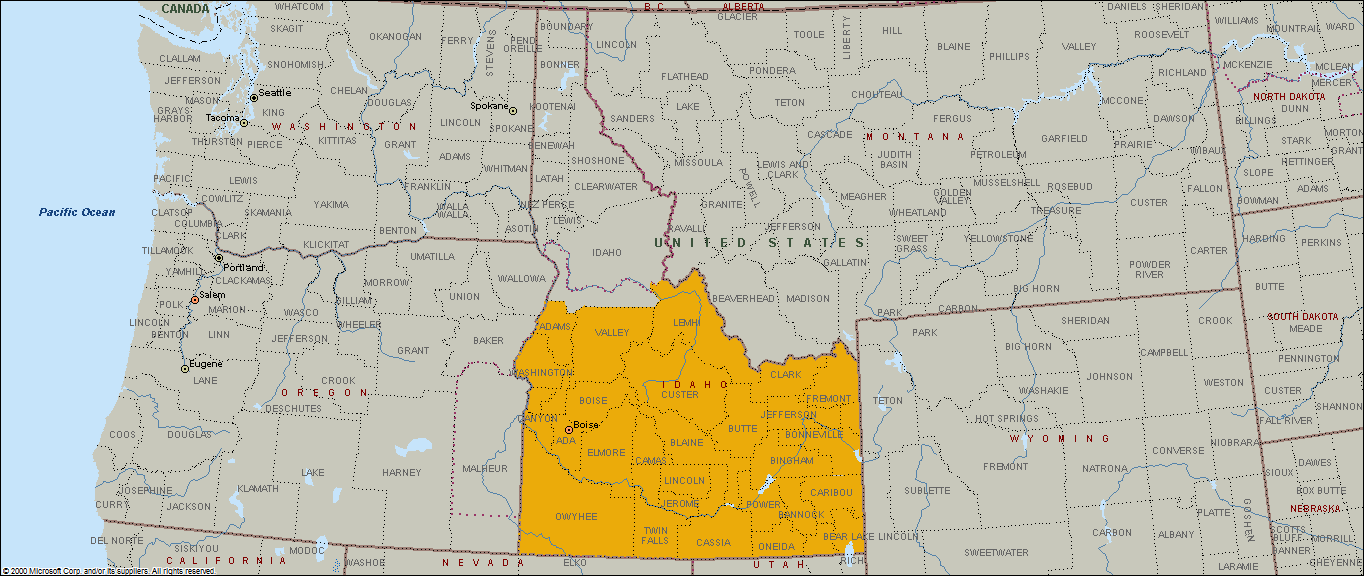 CANADA
WHATCOM
B C
ALBERTA
GLACIER
DANIELS
SHERIDAN
SKAGIT
OKANOGAN
FERRY
STEVENS
PEND
OREILLE
BOUNDARY
LINCOLN
TOOLE
LIBERTY
HILL
BLAINE
PHILLIPS
VALLEY
ROOSEVELT
WILLIAMS
MOUNTRAIL
WARD
CLALLAM
SNOHOMISH
BONNER
FLATHEAD
PONDERA
RICHLAND
MCKENZIE
MCLEAN
JEFFERSON
CHELAN
DOUGLAS
MERCER
NORTH DAKOTA
Seattle
MASON
KING
GRAYS
HARBOR
Tacoma
Spokane
KOOTENAI
LAKE
TETON
CHOUTEAU
MCCONE
DUNN
WASHINGTON
LINCOLN
SPOKANE
SANDERS
FERGUS
DAWSON
BILLINGS
THURSTON
PIERCE
KITTITAS
GRANT
BENEWAH
CASCADE
MONTANA
GARFIELD
PRAIRIE
WIBAUX
STARK
MORTON
GRANT
ADAMS
WHITMAN
SHOSHONE
MISSOULA
LEWIS AND
CLARK
JUDITH
BASIN
PETROLEUM
HETTINGER
PACIFIC
LEWIS
FRANKLIN
LATAH
CLEARWATER
POWELL
MUSSELSHELL
ROSEBUD
FALLON
SLOPE
ADAMS
COWLITZ
YAKIMA
WALLA
WALLA
NEZ PERCE
GRANITE
MEAGHER
GOLDEN
VALLEY
CUSTER
BOWMAN
Pacific Ocean
CLATSOP
COLUMBIA
SKAMANIA
BENTON
ASOTIN
LEWIS
RAVALLI
JEFFERSON
WHEATLAND
TREASURE
CLARK
KLICKITAT
UNITED STATES
SWEET
GRASS
YELLOWSTONE
HARDING
PERKINS
TILLAMOOK
IDAHO
UMATILLA
GALLATIN
CARTER
Portland
YAMHILL
CLACKAMAS
MORROW
WALLOWA
POWDER
RIVER
BIG HORN
BUTTE
Salem
POLK
MARION
GILLIAM
UNION
BEAVERHEAD
MADISON
PARK
CARBON
WASCO
LINCOLN
BENTON
LINN
WHEELER
ADAMS
VALLEY
LEMHI
PARK
SHERIDAN
CROOK
SOUTH DAKOTA
MEADE
JEFFERSON
BAKER
GRANT
BIG HORN
CAMPBELL
PENNINGTON
Eugene
LANE
CROOK
WASHINGTON
CLARK
JOHNSON
WESTON
OREGON
IDAHO
CUSTER
WASHAKIE
CUSTER
DESCHUTES
BOISE
FREMONT
TETON
SHANNON
CANYON
JEFFERSON
HOT SPRINGS
FALL RIVER
COOS
DOUGLAS
Boise
ADA
BLAINE
BUTTE
BONNEVILLE
WYOMING
NIOBRARA
ELMORE
CAMAS
BINGHAM
FREMONT
NATRONA
CONVERSE
SIOUX
DAWES
LAKE
HARNEY
MALHEUR
LINCOLN
JOSEPHINE
KLAMATH
CARIBOU
SUBLETTE
BOX BUTTE
CURRY
JACKSON
JEROME
POWER
GOSHEN
NEBRASKA
OWYHEE
BANNOCK
PLATTE
DEL NORTE
TWIN
FALLS
CASSIA
ONEIDA
BEAR LAKE
LINCOLN
CARBON
ALBANY
SCOTTS
BLUFF
MORRILL
SISKIYOU
MODOC
BANNER
SWEETWATER
CALIFORNIA
WASHOE
NEVADA
ELKO
UTAH
RICH
LARAMIE
CHEYENNE
© 2000 Microsoft Corp. and/or its suppliers. All rights reserved.